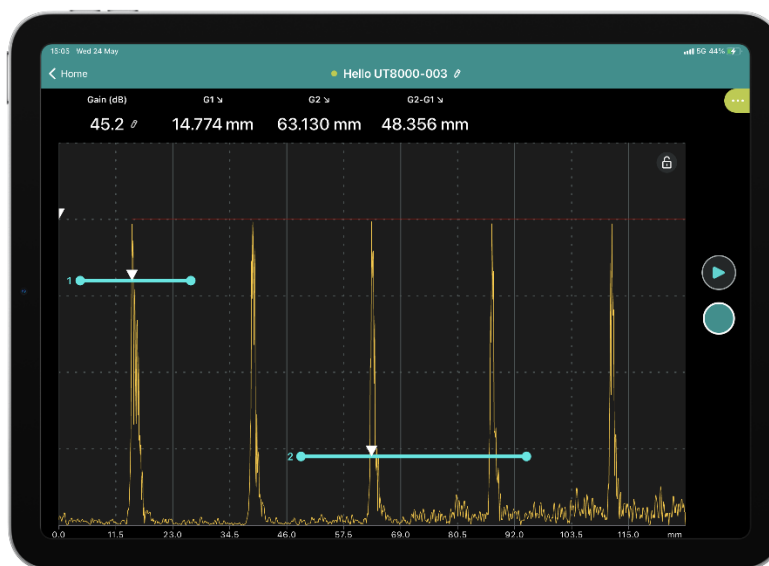 15:05 Wed 24 May
5G 44%
Home
Hello UT8000-003
Gain (dB) G1 ↘ G2 ↘ G2-G1 ↘
45.2 14.774 mm 63.130 mm 48.356 mm
1
2
0.0 11.5 23.0 34.5 46.0 57.5 69.0 80.5 92.0 103.5 115.0 mm